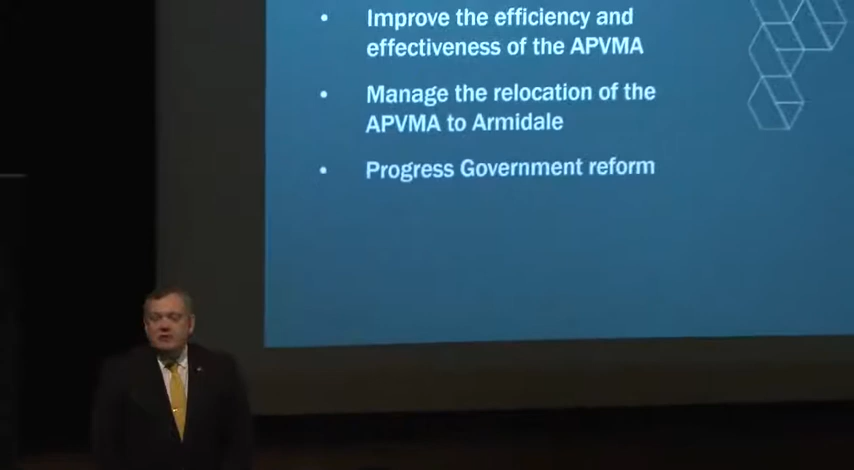 • Improve the efficiency and
effectiveness of the APVMA
• Manage the relocation of the
APVMA to Armidale
• Progress Government reform